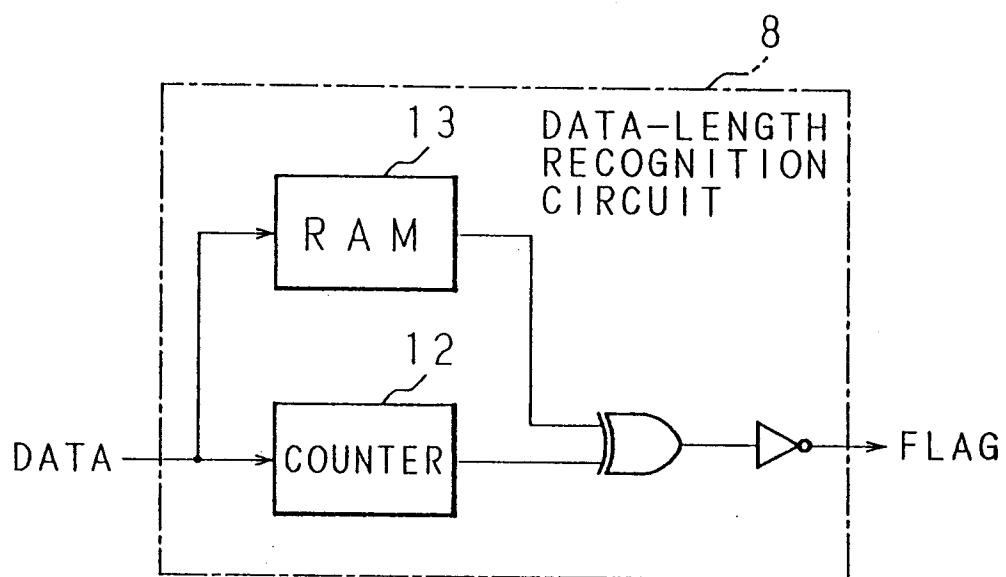 8
13
DATA-LENGTH
RECOGNITION
CIRCUIT
RAM
12
DATA
COUNTER
FLAG